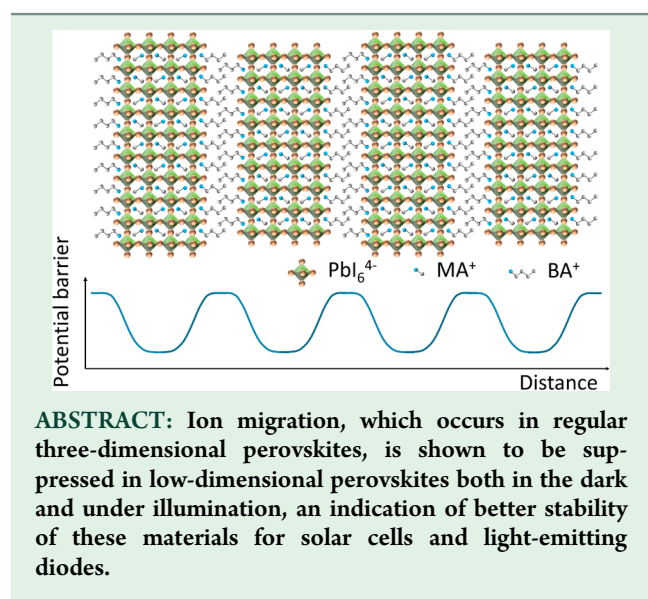 PbI₆⁴⁻ MA⁺ BA⁺
Potential barrier
Distance
ABSTRACT: Ion migration, which occurs in regular
three-dimensional perovskites, is shown to be sup-
pressed in low-dimensional perovskites both in the dark
and under illumination, an indication of better stability
of these materials for solar cells and light-emitting
diodes.